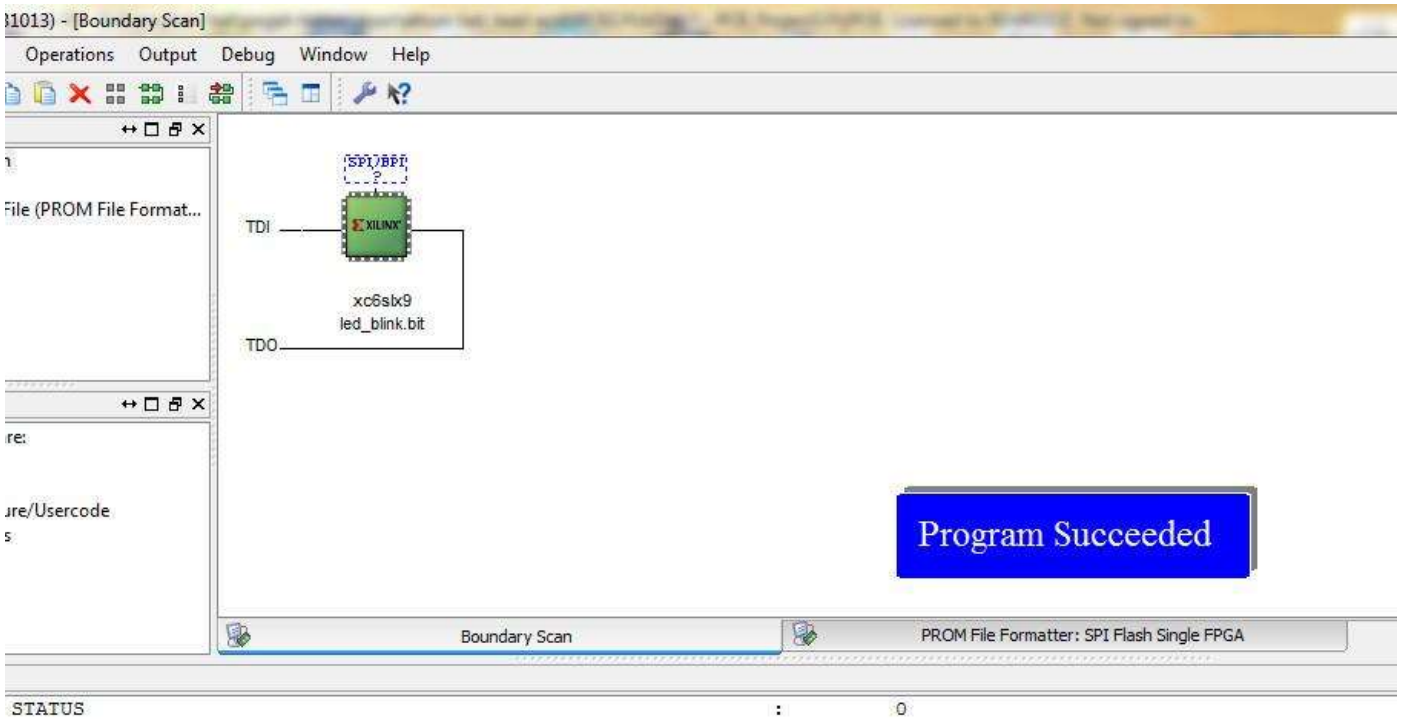 31013) - [Boundary Scan]
Operations Output Debug Window Help
File (PROM File Format...
SPI/BPI
?
TDI
XILINX
xc6slx9
led_blink.bit
TDO
re:
ure/Usercode
s
Program Succeeded
Boundary Scan
PROM File Formatter: SPI Flash Single FPGA
STATUS : 0